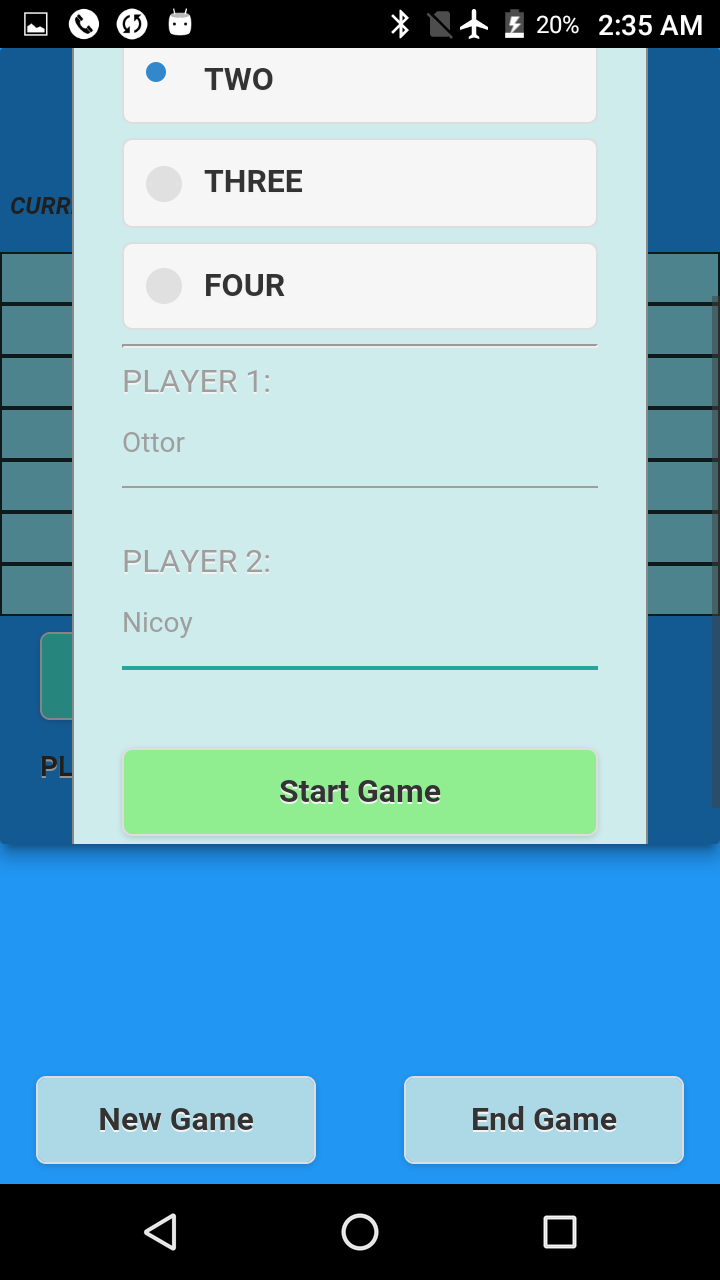 20% 2:35 AM
TWO
THREE
CURR
FOUR
PLAYER 1:
Ottor
PLAYER 2:
Nicoy
PL
Start Game
New Game
End Game